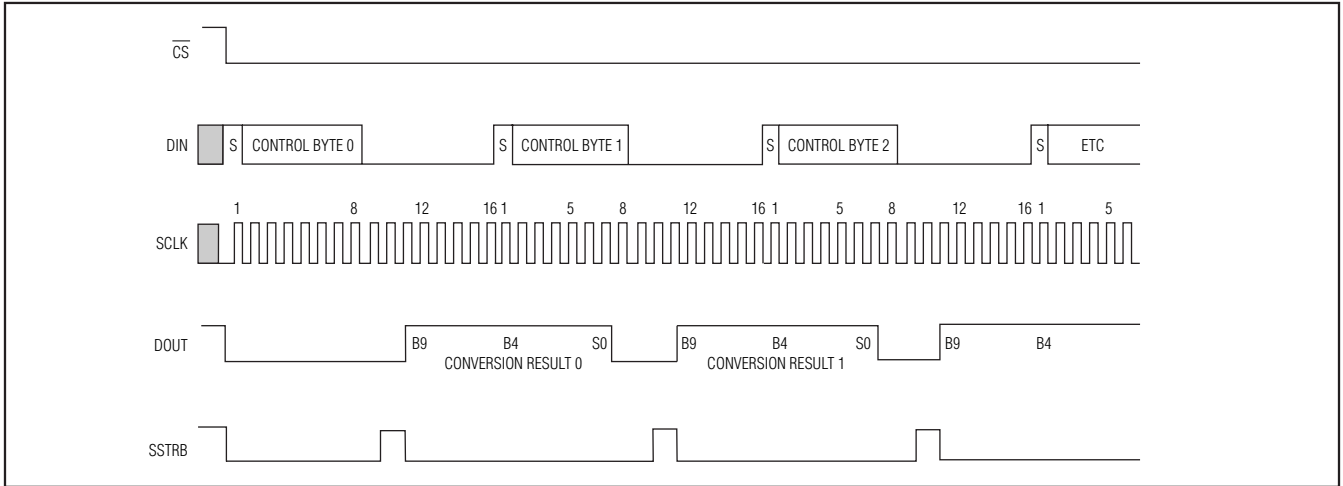 CS
DIN S CONTROL BYTE 0 S CONTROL BYTE 1 S CONTROL BYTE 2 S ETC
1 8 12 16 1 5 8 12 16 1 5 8 12 16 1 5
SCLK
DOUT
B9 B4 S0 B9 B4 S0 B9 B4
CONVERSION RESULT 0 CONVERSION RESULT 1
SSTRB